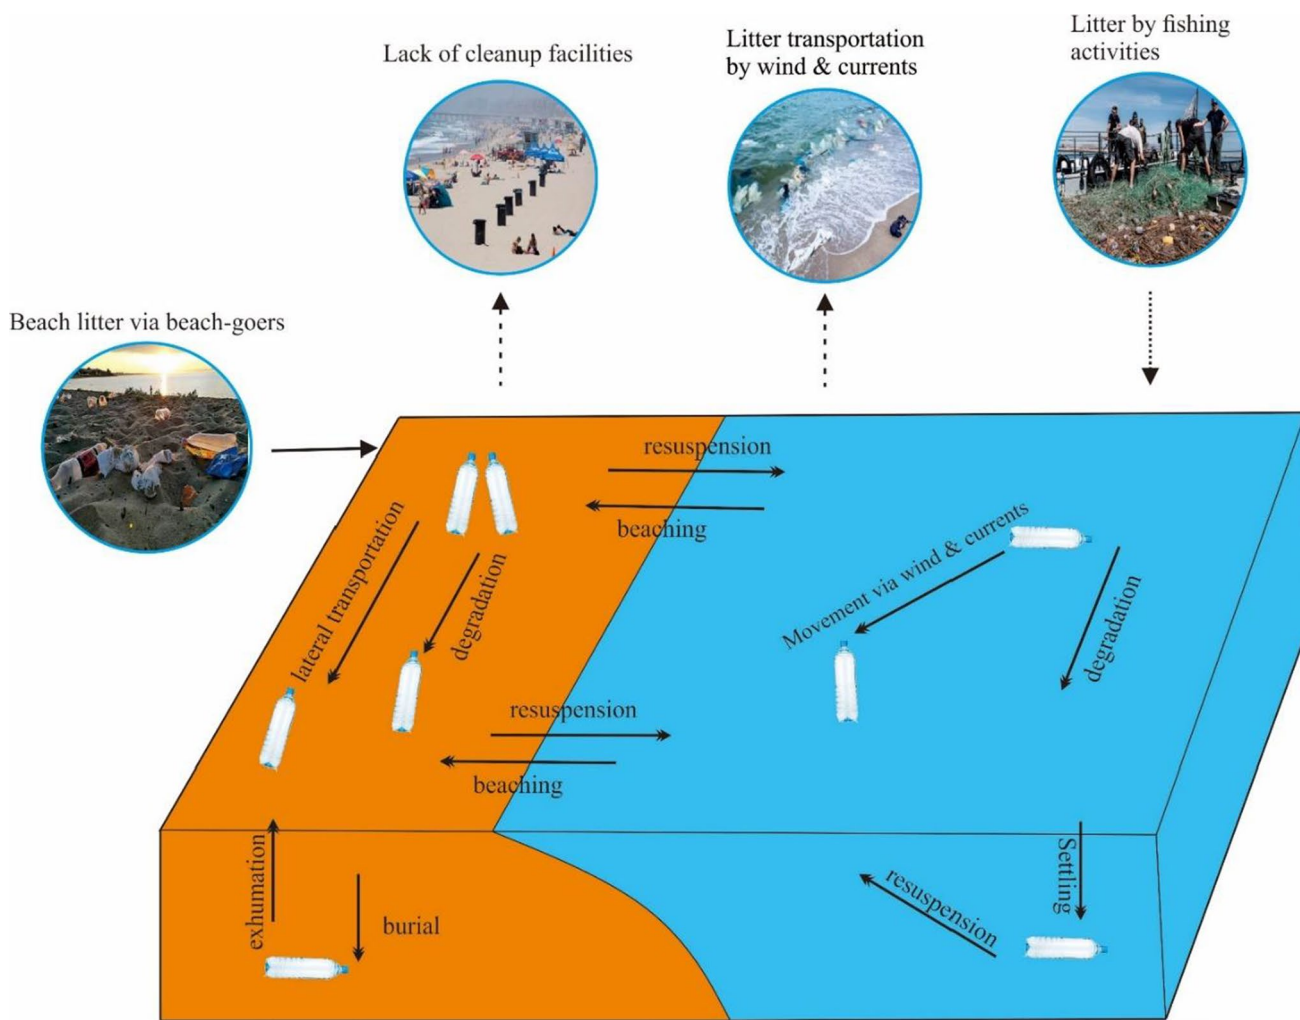 Lack of cleanup facilities
Litter transportation
by wind & currents
Litter by fishing
activities
Beach litter via beach-goers
resuspension
beaching
lateral transportation
degradation
Movement via wind & currents
degradation
resuspension
beaching
exhumation
burial
resuspension
Settling